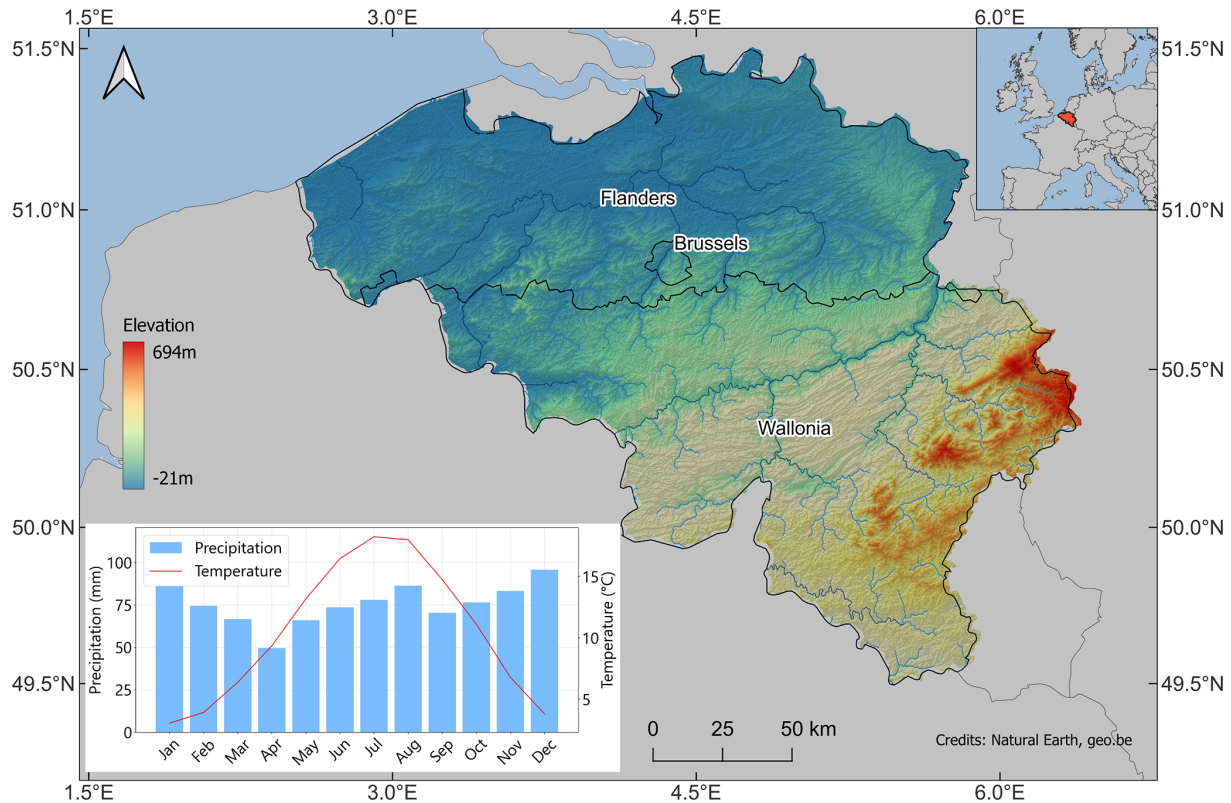 1.5°E 3.0°E 4.5°E 6.0°E
51.5°N 51.5°N
51.0°N 51.0°N
Flanders
Brussels
Elevation
694m
-21m
50.5°N 50.5°N
Wallonia
50.0°N 50.0°N
Precipitation
Temperature
Precipitation (mm)
100
75
50
25
0
Temperature (°C)
15
10
5
Jan Feb Mar Apr May Jun Jul Aug Sep Oct Nov Dec
49.5°N 49.5°N
0 25 50 km
Credits: Natural Earth, geo.be
1.5°E 3.0°E 4.5°E 6.0°E